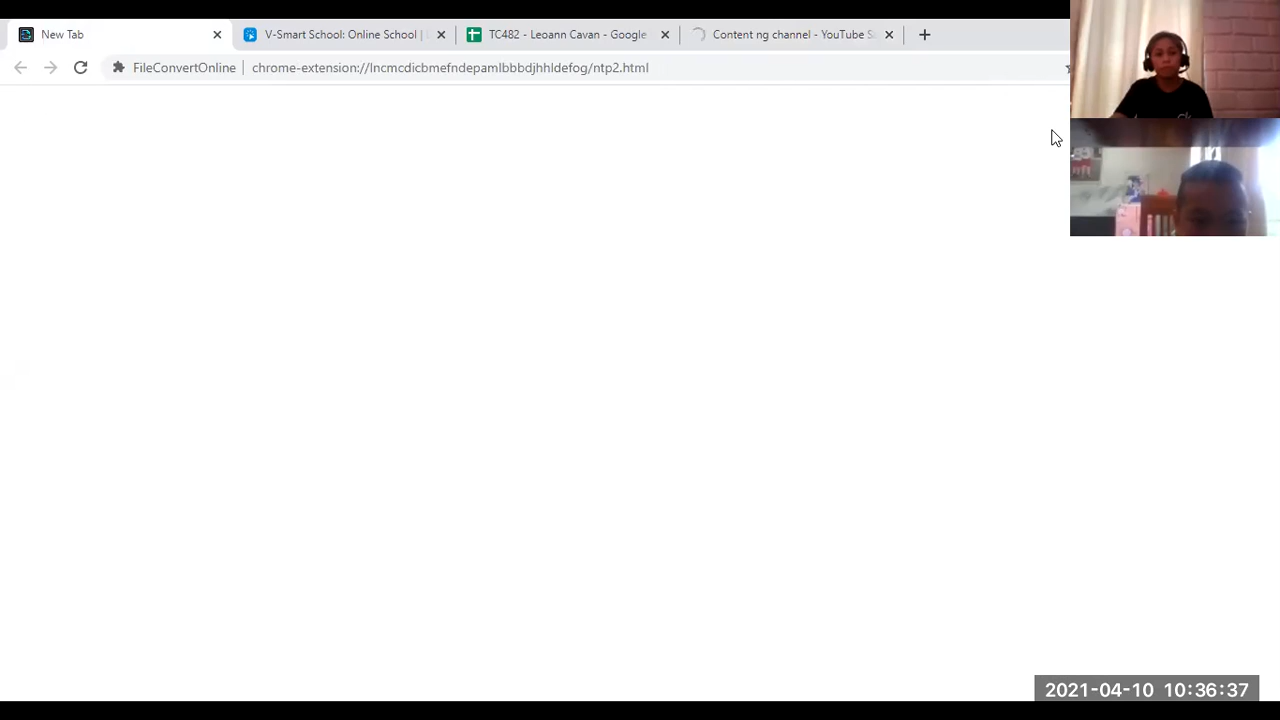 New Tab
V-Smart School: Online School |
TC482 - Leoann Cavan - Google
Content ng channel - YouTube S
FileConvertOnline
chrome-extension://lncmcdicbmefndepamlbbbdjhhldefog/ntp2.html
2021-04-10 10:36:37